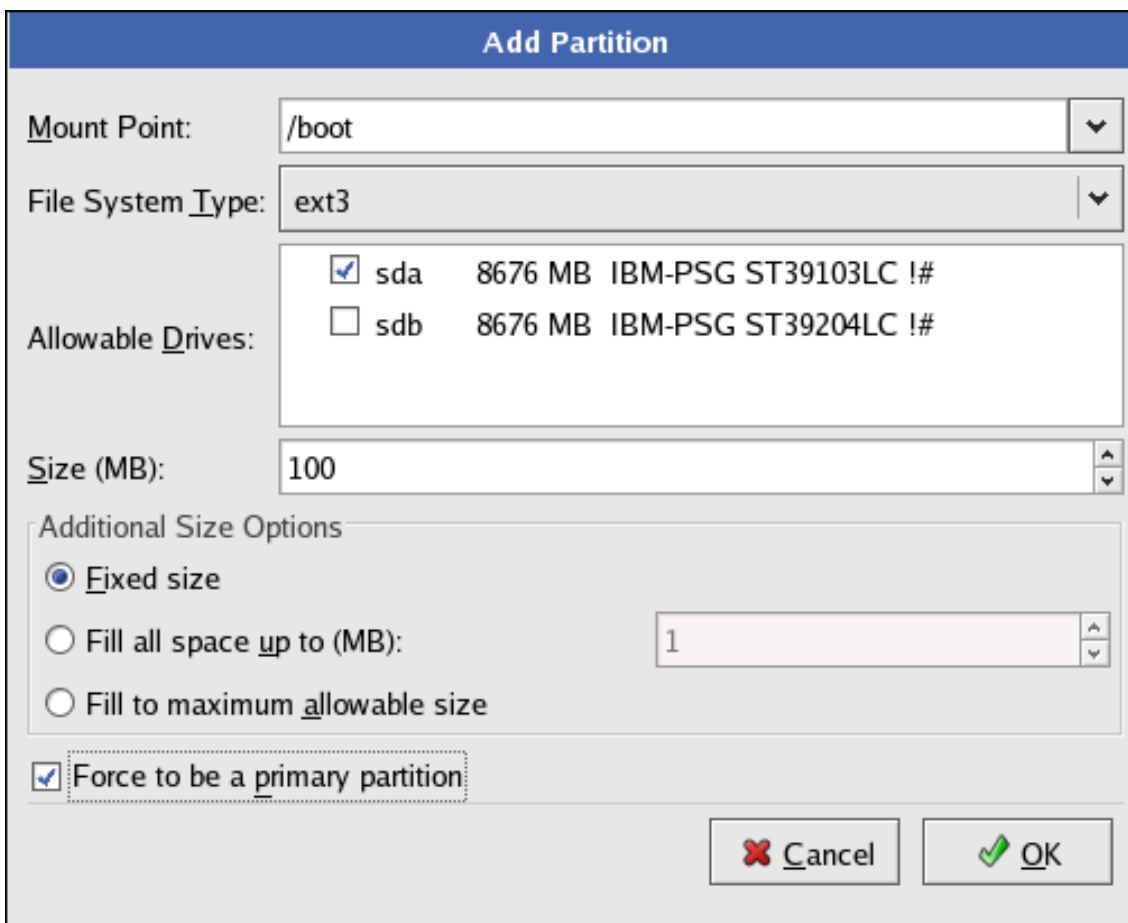 Add Partition
Mount Point: /boot
File System Type: ext3
Allowable Drives:
sda 8676 MB IBM-PSG ST39103LC !#
sdb 8676 MB IBM-PSG ST39204LC !#
Size (MB): 100
Additional Size Options
Fixed size
Fill all space up to (MB): 1
Fill to maximum allowable size
Force to be a primary partition
Cancel OK